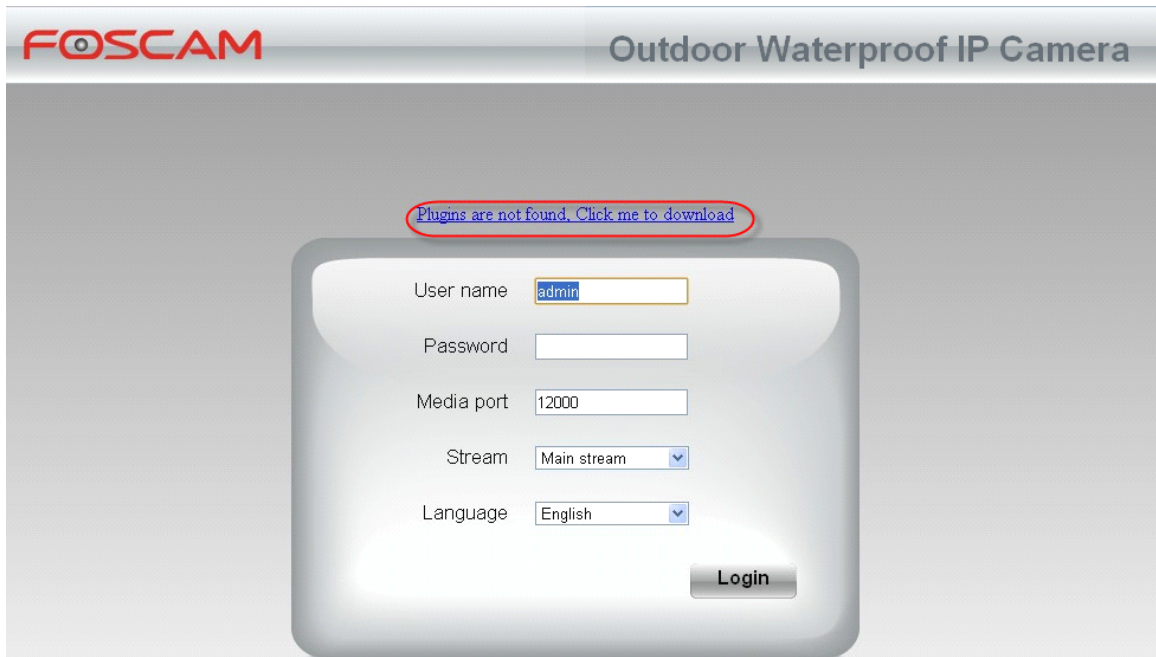 FOSCAM
Outdoor Waterproof IP Camera
Plugins are not found, Click me to download
User name admin
Password
Media port 12000
Stream Main stream
Language English
Login